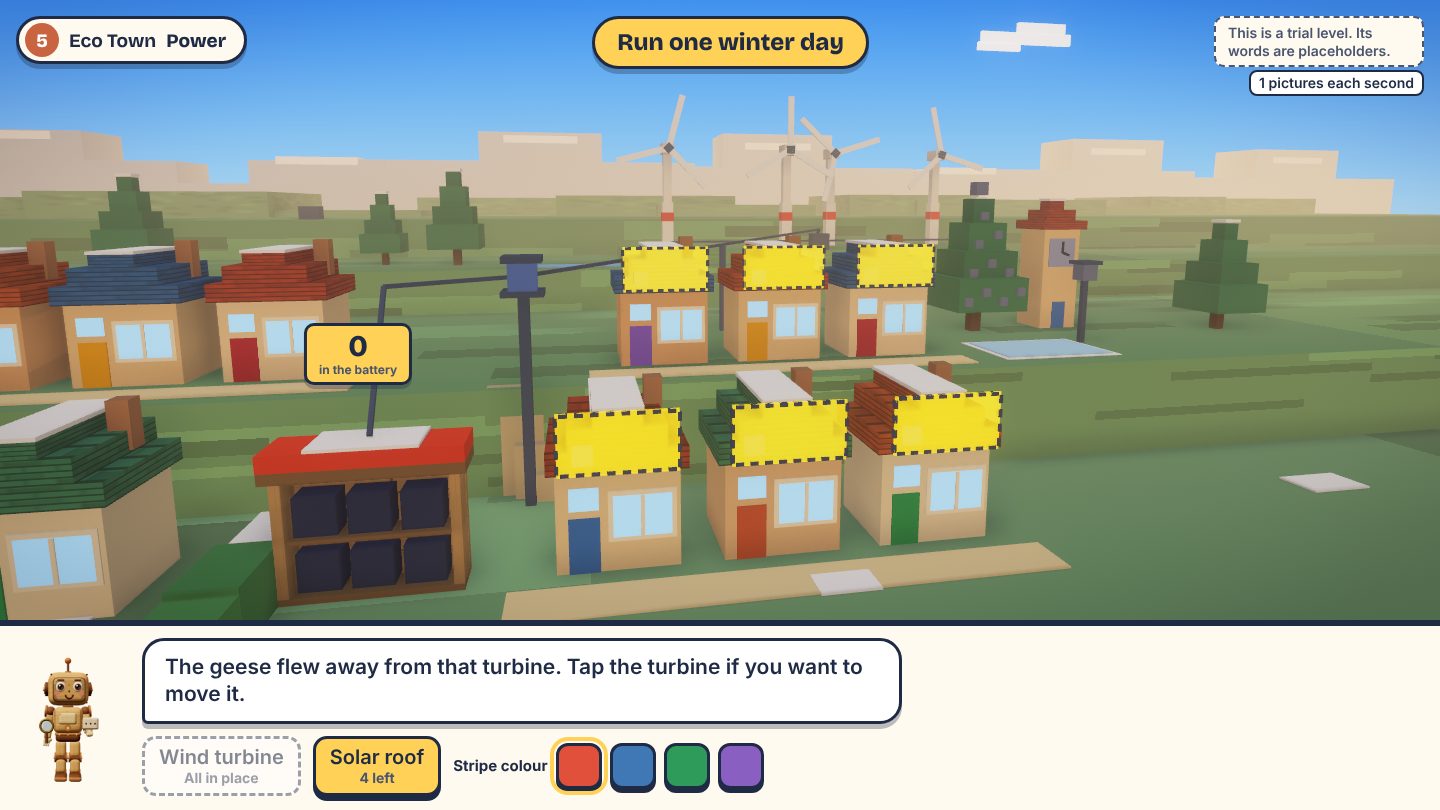 5 Eco Town Power
Run one winter day
This is a trial level. Its
words are placeholders.
1 pictures each second
0
in the battery
The geese flew away from that turbine. Tap the turbine if you want to
move it.
Wind turbine
All in place
Solar roof
4 left
Stripe colour